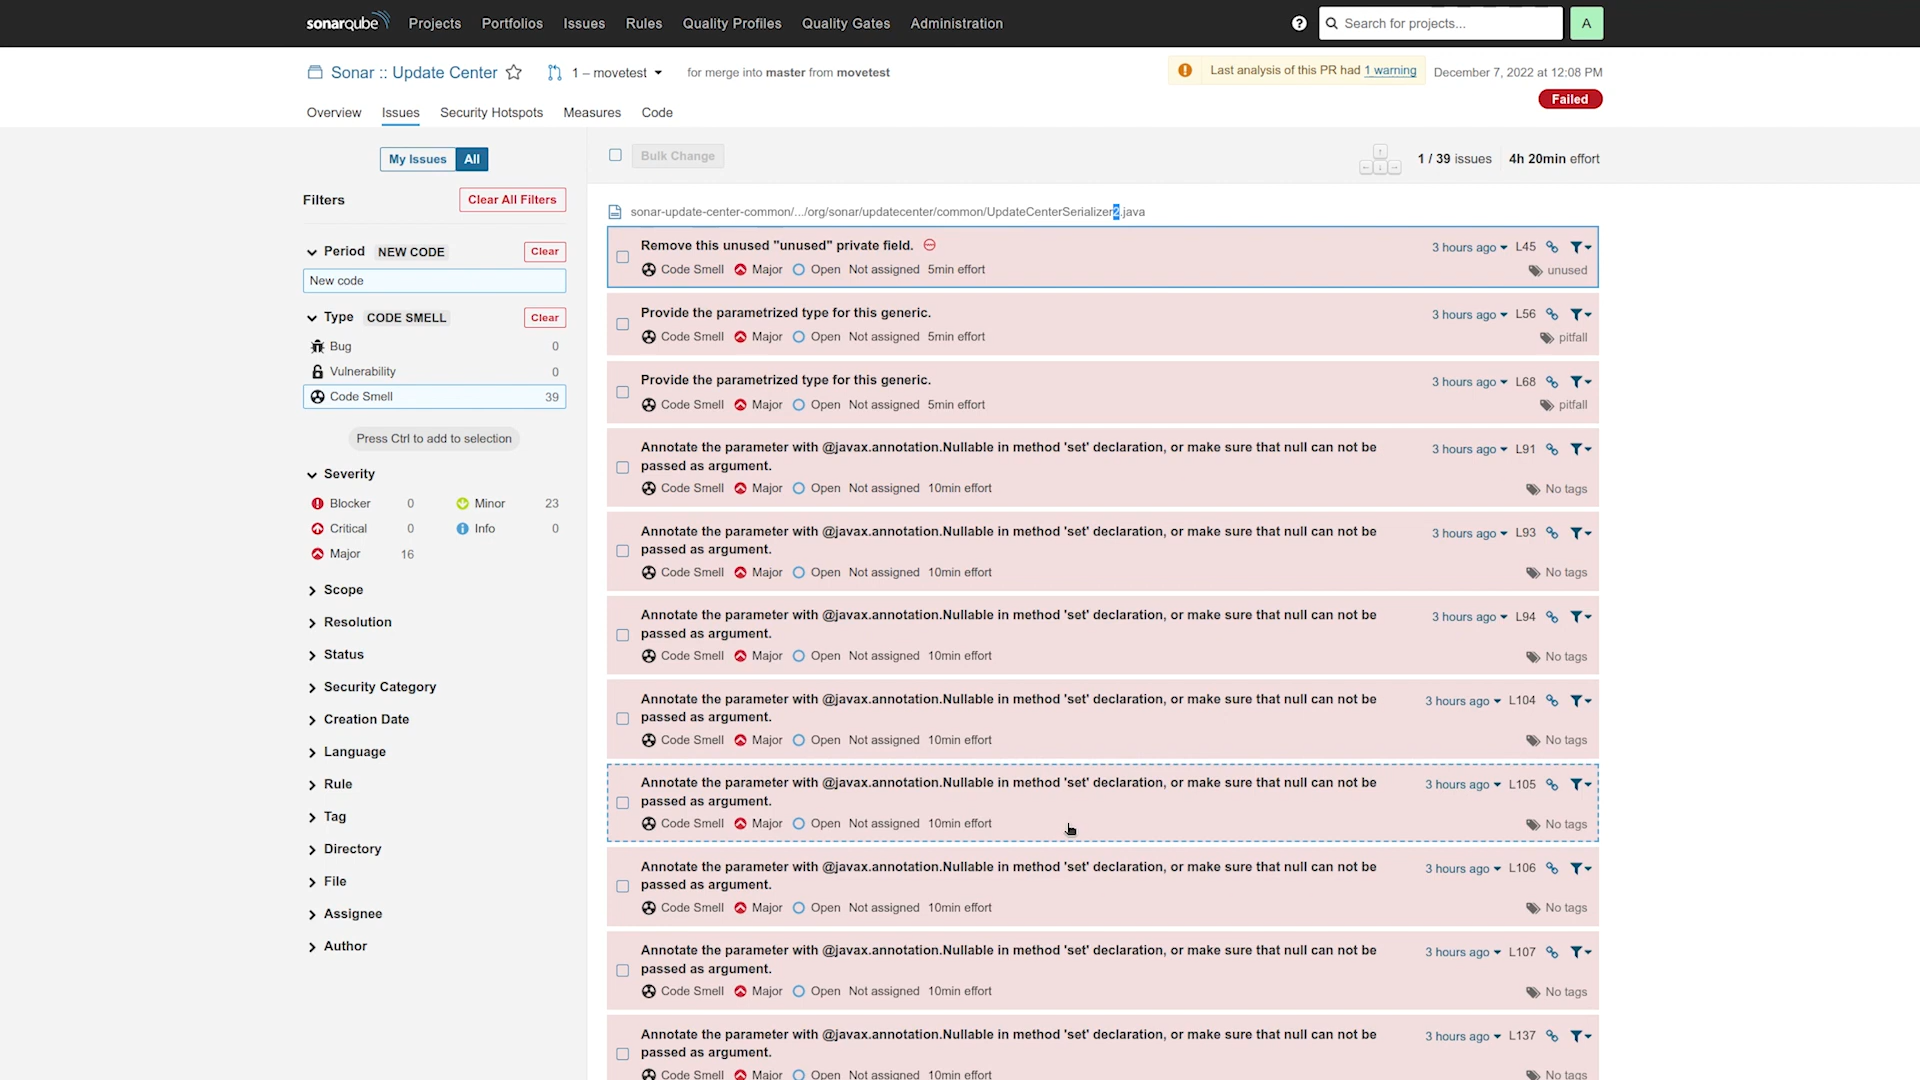 sonarqube Projects Portfolios Issues Rules Quality Profiles Quality Gates Administration ? Search for projects... A
Sonar :: Update Center 1 – movetest for merge into master from movetest Last analysis of this PR had 1 warning December 7, 2022 at 12:08 PM
Failed
Overview Issues Security Hotspots Measures Code
My Issues All
Bulk Change 1 / 39 issues 4h 20min effort
Filters Clear All Filters
Period NEW CODE Clear
New code
Type CODE SMELL Clear
Bug 0
Vulnerability 0
Code Smell 39
Press Ctrl to add to selection
Severity
Blocker 0 Minor 23
Critical 0 Info 0
Major 16
Scope
Resolution
Status
Security Category
Creation Date
Language
Rule
Tag
Directory
File
Assignee
Author
sonar-update-center-common/.../org/sonar/updatecenter/common/UpdateCenterSerializer2.java
Remove this unused "unused" private field. 3 hours ago L45
Code Smell Major Open Not assigned 5min effort unused
Provide the parametrized type for this generic. 3 hours ago L56
Code Smell Major Open Not assigned 5min effort pitfall
Provide the parametrized type for this generic. 3 hours ago L68
Code Smell Major Open Not assigned 5min effort pitfall
Annotate the parameter with @javax.annotation.Nullable in method 'set' declaration, or make sure that null can not be 3 hours ago L91
passed as argument.
Code Smell Major Open Not assigned 10min effort No tags
Annotate the parameter with @javax.annotation.Nullable in method 'set' declaration, or make sure that null can not be 3 hours ago L93
passed as argument.
Code Smell Major Open Not assigned 10min effort No tags
Annotate the parameter with @javax.annotation.Nullable in method 'set' declaration, or make sure that null can not be 3 hours ago L94
passed as argument.
Code Smell Major Open Not assigned 10min effort No tags
Annotate the parameter with @javax.annotation.Nullable in method 'set' declaration, or make sure that null can not be 3 hours ago L104
passed as argument.
Code Smell Major Open Not assigned 10min effort No tags
Annotate the parameter with @javax.annotation.Nullable in method 'set' declaration, or make sure that null can not be 3 hours ago L105
passed as argument.
Code Smell Major Open Not assigned 10min effort No tags
Annotate the parameter with @javax.annotation.Nullable in method 'set' declaration, or make sure that null can not be 3 hours ago L106
passed as argument.
Code Smell Major Open Not assigned 10min effort No tags
Annotate the parameter with @javax.annotation.Nullable in method 'set' declaration, or make sure that null can not be 3 hours ago L107
passed as argument.
Code Smell Major Open Not assigned 10min effort No tags
Annotate the parameter with @javax.annotation.Nullable in method 'set' declaration, or make sure that null can not be 3 hours ago L137
passed as argument.
Code Smell Major Open Not assigned 10min effort No tags